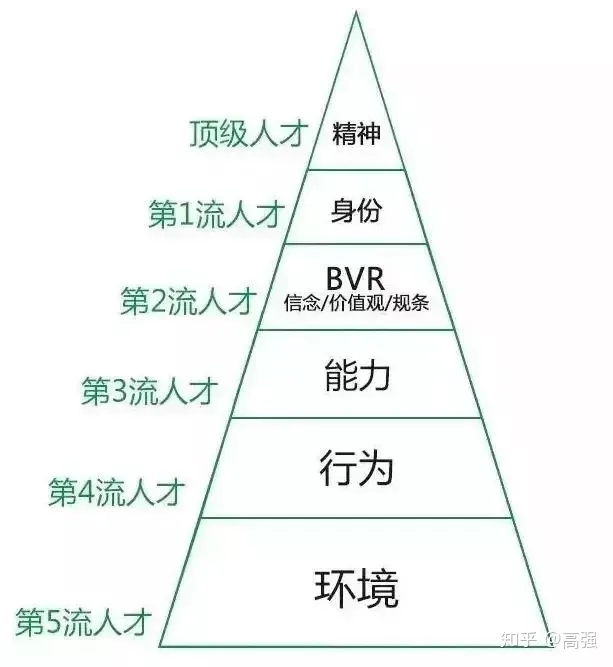 顶级人才 精神
第1流人才 身份
BVR
第2流人才 信念/价值观/规条
第3流人才 能力
第4流人才 行为
第5流人才 环境
知乎 @高强